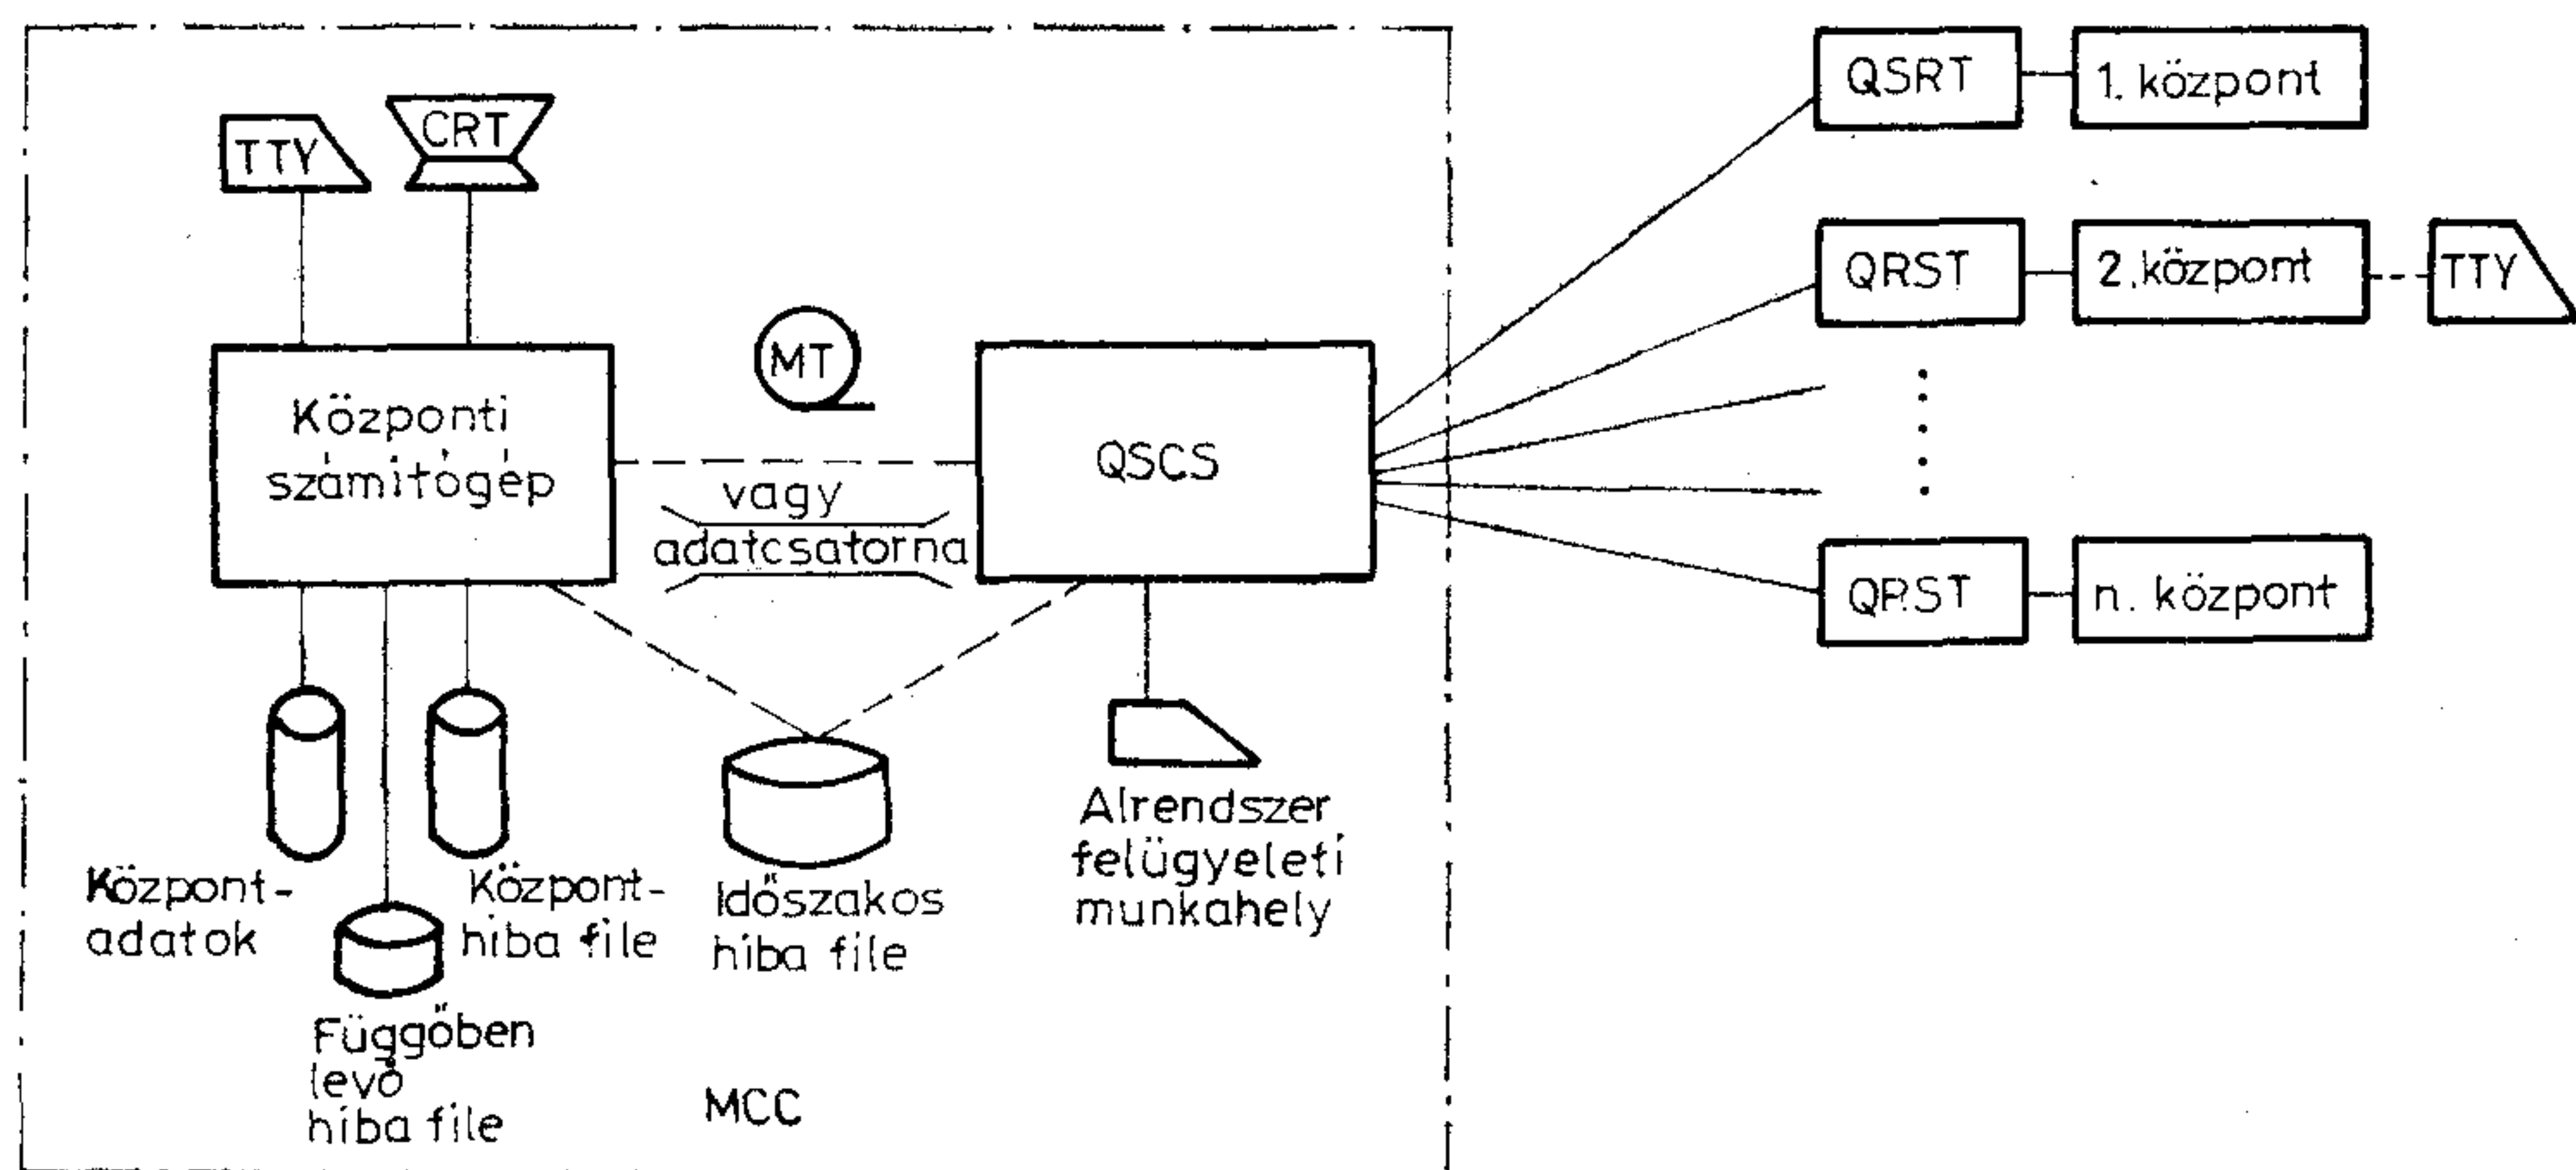 TTY
CRT
MT
Központi
számítógép
vagy
adatcsatorna
QSCS
QSRT
1. központ
QRST
2. központ
TTY
QRST
n. központ
Központ-
adatok
Központ-
hiba file
Függőben
levő
hiba file
Időszakos
hiba file
Alrendszer
felügyeleti
munkahely
MCC